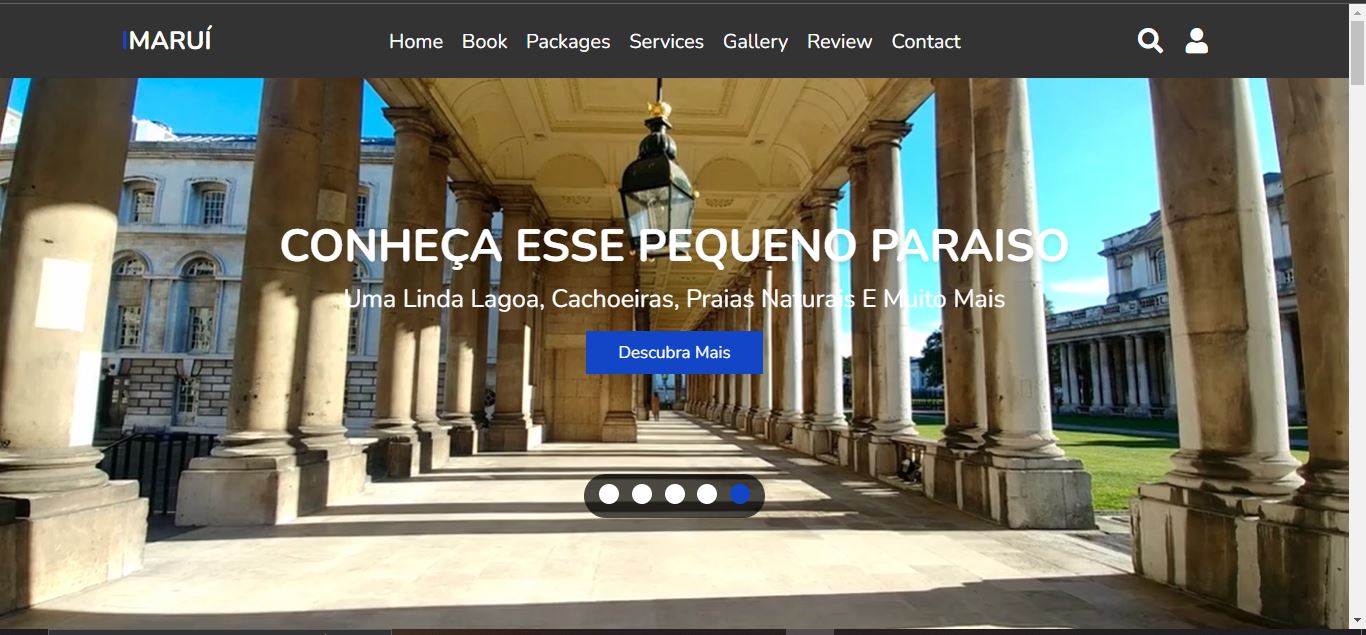 IMARUÍ
Home Book Packages Services Gallery Review Contact
CONHEÇA ESSE PEQUENO PARAISO
Uma Linda Lagoa, Cachoeiras, Praias Naturais E Muito Mais
Descubra Mais